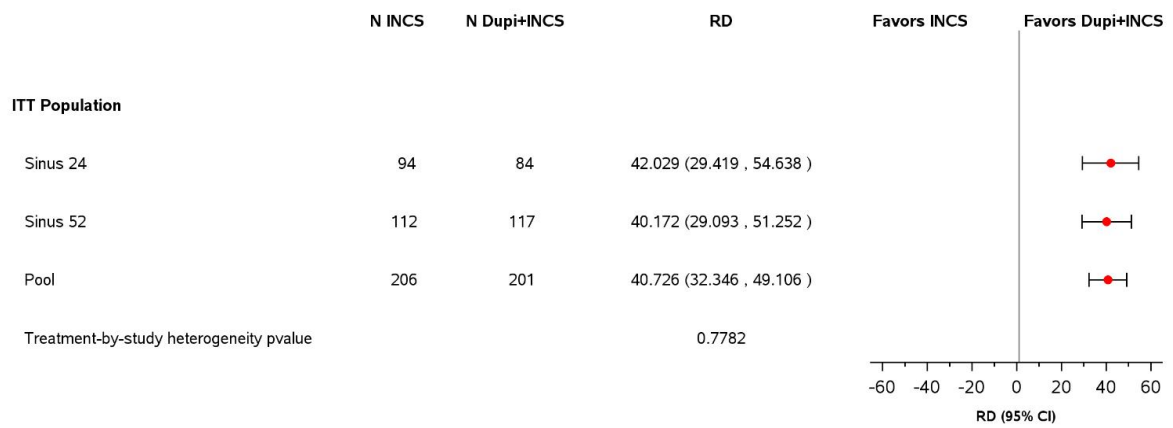 N INCS N Dupi+INCS RD Favors INCS Favors Dupi+INCS
ITT Population
Sinus 24 94 84 42.029 (29.419 , 54.638 )
Sinus 52 112 117 40.172 (29.093 , 51.252 )
Pool 206 201 40.726 (32.346 , 49.106 )
Treatment-by-study heterogeneity pvalue 0.7782
-60 -40 -20 0 20 40 60
RD (95% CI)